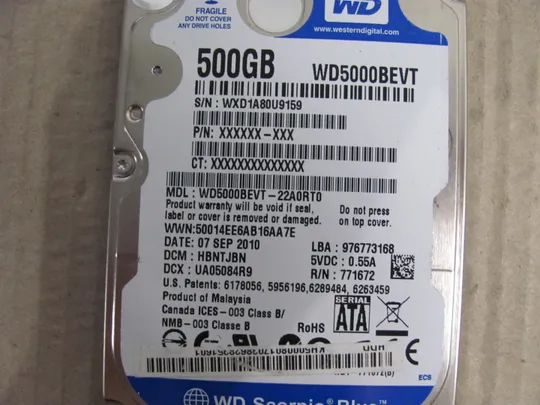 FRAGILE
DO NOT COVER
ANY DRIVE HOLES
WD
www.westerndigital.com
500GB WD5000BEVT
S/N : WXD1A80U9159
P/N: XXXXXX-XXX
CT: XXXXXXXXXXXXXX
MDL : WD5000BEVT-22A0RT0
Product warranty will be void if seal,
label or cover is removed or damaged.
Do not press
on top cover.
WWN:50014EE6AB16AA7E
DATE: 07 SEP 2010
DCM : HBNTJBN
DCX : UA05084R9
LBA : 976773168
5VDC : 0.55A
R/N : 771672
U.S. Patents: 6178056, 5956196,6289484, 6263459
Product of Malaysia
Canada ICES-003 Class B/
NMB-003 Classe B
RoHS
SERIAL
ATA
HDD
ECS
WD Scorpio® Blue™